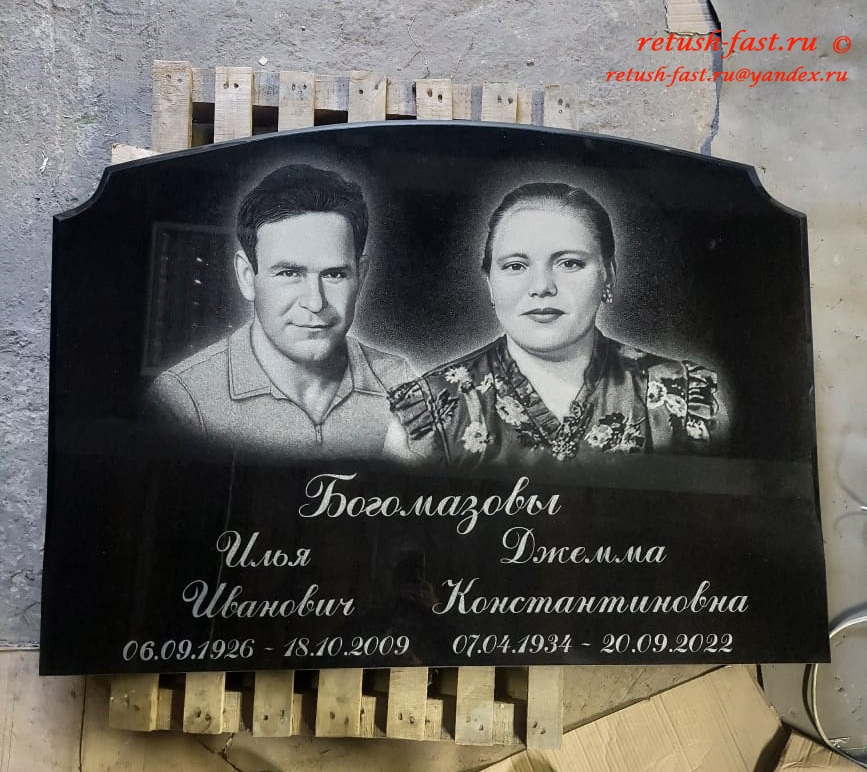 retush-fast.ru ©
retush-fast.ru@yandex.ru
Богомазовы
Илья Джемма
Иванович Константиновна
06.09.1926 - 18.10.2009 07.04.1934 - 20.09.2022